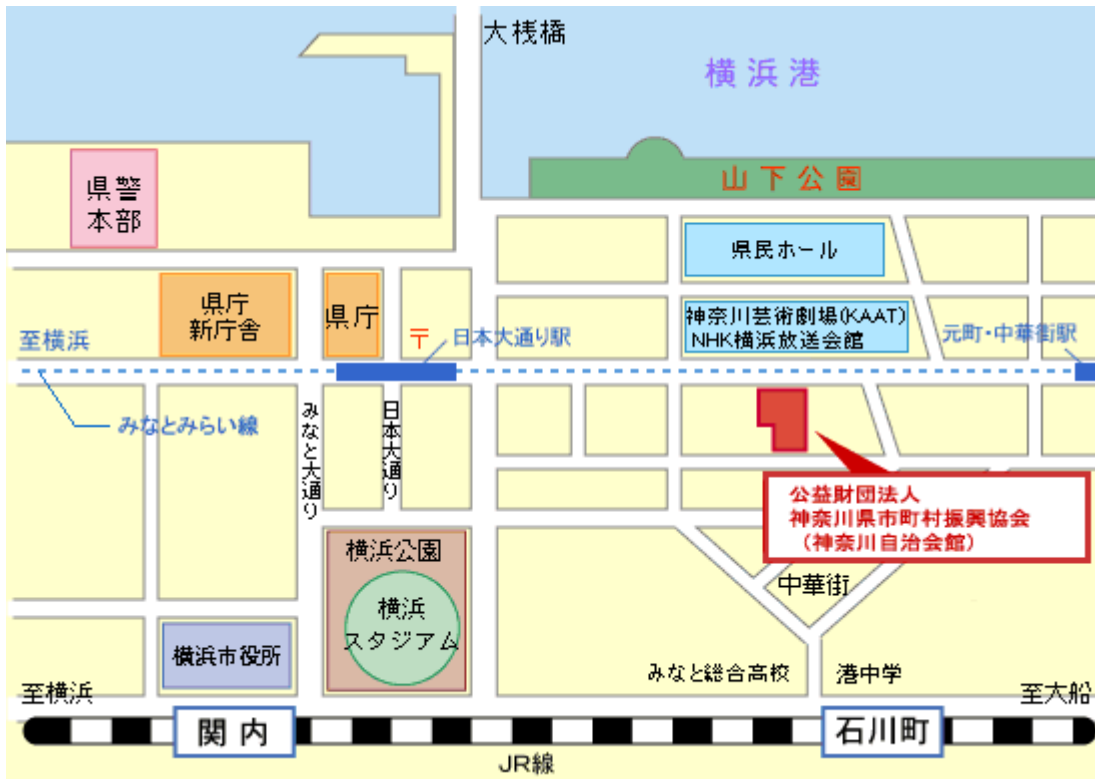 大桟橋
横浜港
山下公園
県警
本部
県民ホール
県庁
新庁舎
県庁
神奈川芸術劇場(KAAT)
NHK横浜放送会館
至横浜
〒
日本大通り駅
元町・中華街駅
みなとみらい線
みなと大通り
日本大通り
公益財団法人
神奈川県市町村振興協会
(神奈川自治会館)
横浜公園
中華街
横浜
スタジアム
横浜市役所
みなと総合高校
港中学
至横浜
至大船
関内
石川町
JR線